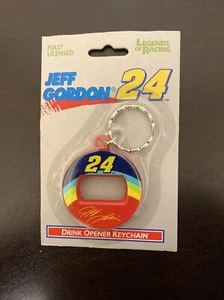 FULLY
LICENSED
LEGENDS OF
RACING
JEFF
GORDON
24
24
DRINK OPENER KEYCHAIN